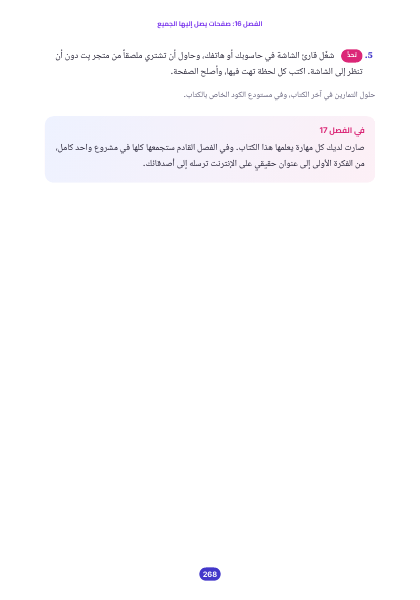 الفصل 16: صفحات يصل إليها الجميع
5. تحدٍّ شغّل قارئ الشاشة في حاسوبك أو هاتفك، وحاول أن تشتري ملصقاً من متجر پت دون أن
تنظر إلى الشاشة. اكتب كل لحظة تهت فيها، وأصلح الصفحة.
حلول التمارين في آخر الكتاب، وفي مستودع الكود الخاص بالكتاب.
في الفصل 17
صارت لديك كل مهارة يعلمها هذا الكتاب. وفي الفصل القادم ستجمعها كلها في مشروع واحد كامل،
من الفكرة الأولى إلى عنوان حقيقي على الإنترنت ترسله إلى أصدقائك.
268